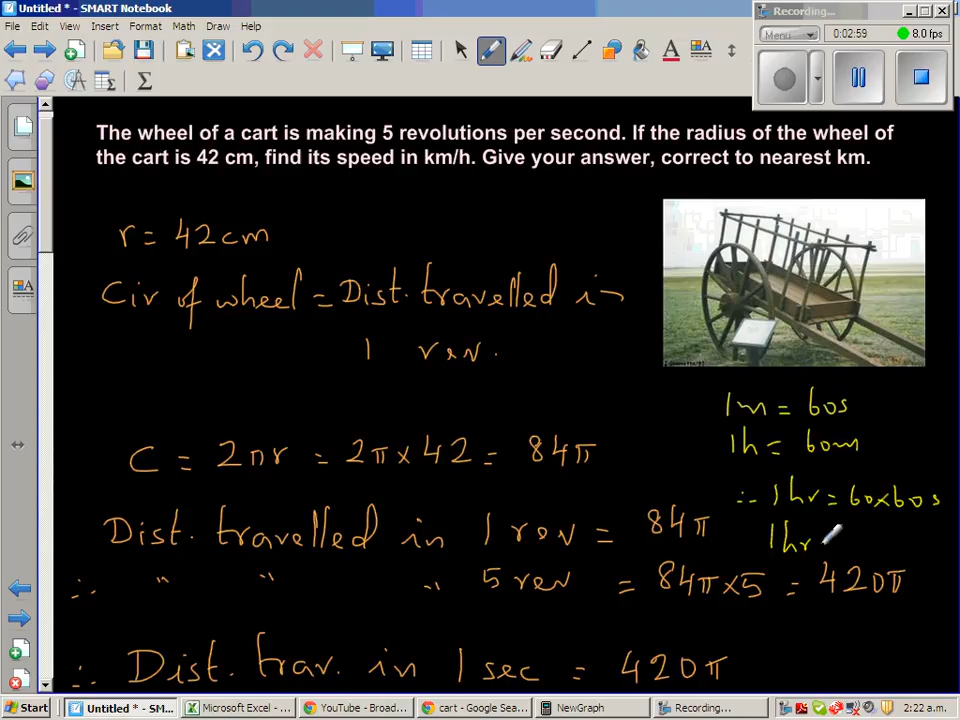 Untitled * - SMART Notebook
Recording...
File Edit View Insert Format Math Draw Help
Menu
0:02:59
8.0 fps
The wheel of a cart is making 5 revolutions per second. If the radius of the wheel of
the cart is 42 cm, find its speed in km/h. Give your answer, correct to nearest km.
r = 42cm
Cir of wheel = Dist. travelled in
1 rev.
1m = 60s
1h = 60m
C = 2πr = 2π×42 = 84π
∴ 1hr = 60×60s
Dist. travelled in 1 rev = 84π
1hr
∴ " " " 5 rev = 84π×5 = 420π
∴ Dist. trav. in 1 sec = 420π
Start
Untitled * - SM...
Microsoft Excel - ...
YouTube - Broad...
cart - Google Sea...
NewGraph
Recording...
2:22 a.m.